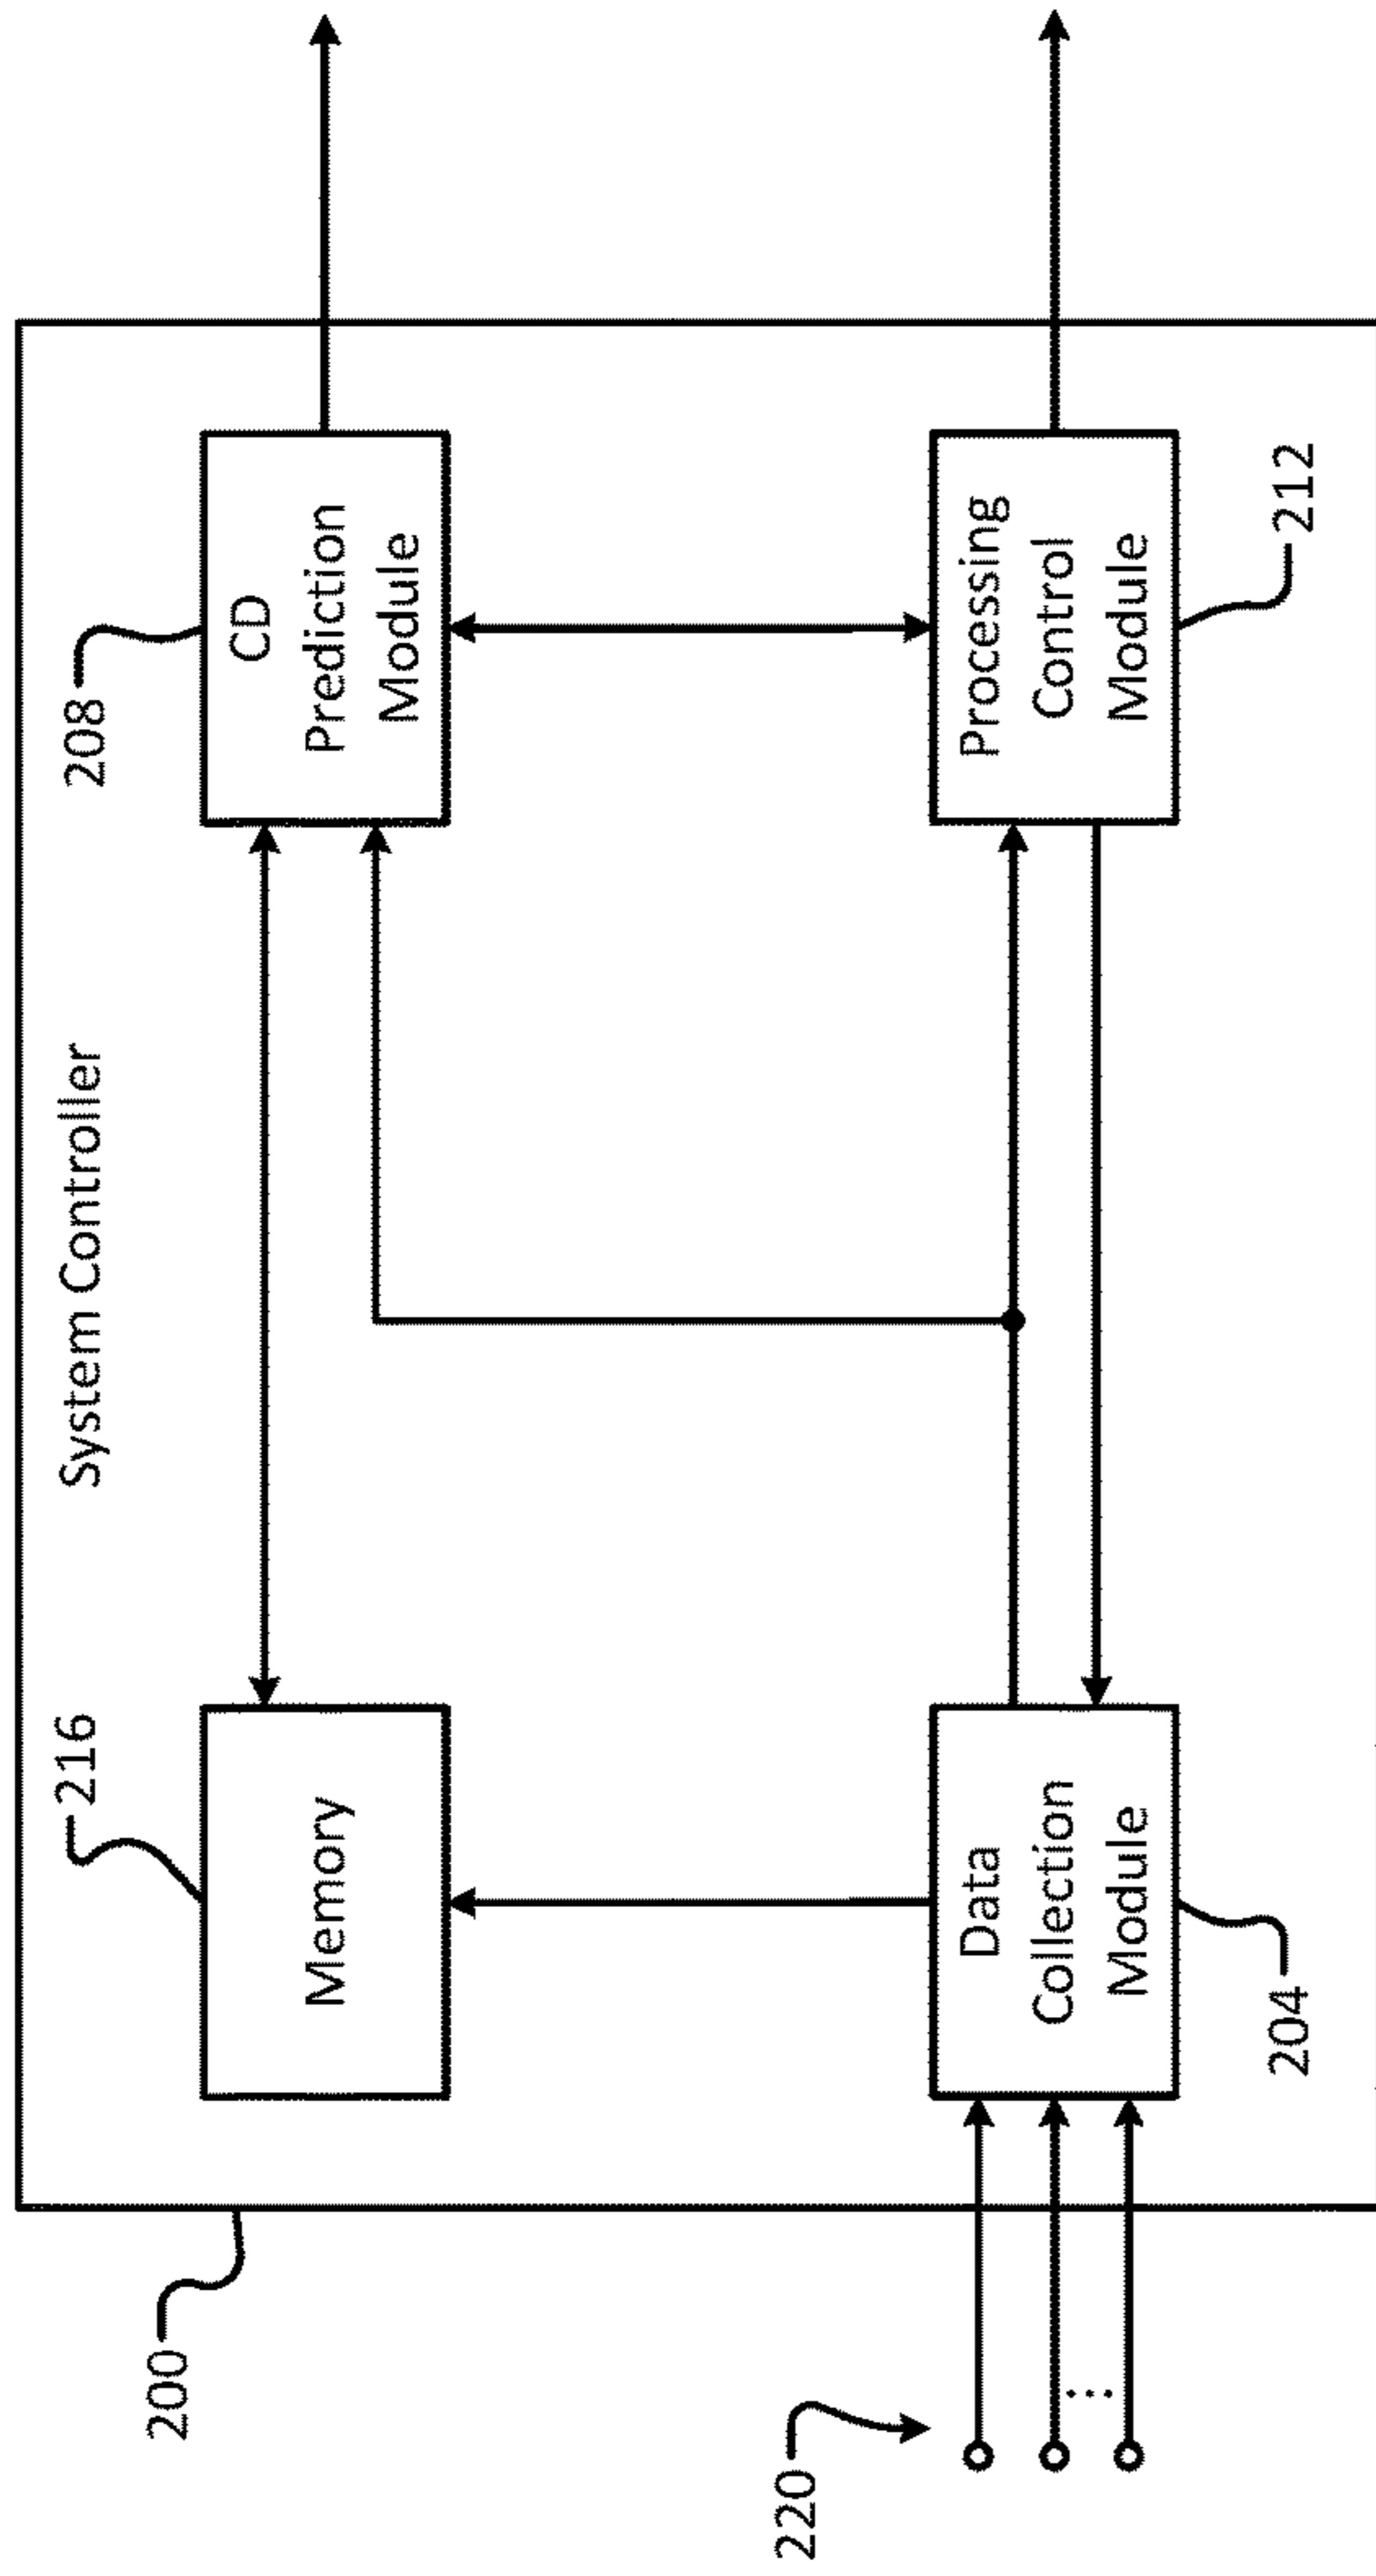 System Controller
216
208
Memory
CD
Prediction
Module
200
220
Data
Collection
Module
Processing
Control
Module
204
212